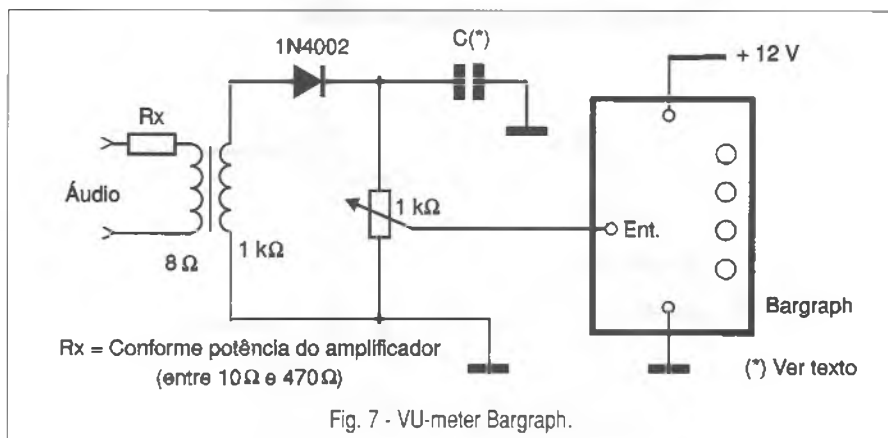 1N4002
C(*)
+ 12 V
Rx
Áudio
8 Ω
1 kΩ
1 kΩ
Ent.
Bargraph
Rx = Conforme potência do amplificador
(entre 10 Ω e 470 Ω)
(*) Ver texto
Fig. 7 - VU-meter Bargraph.